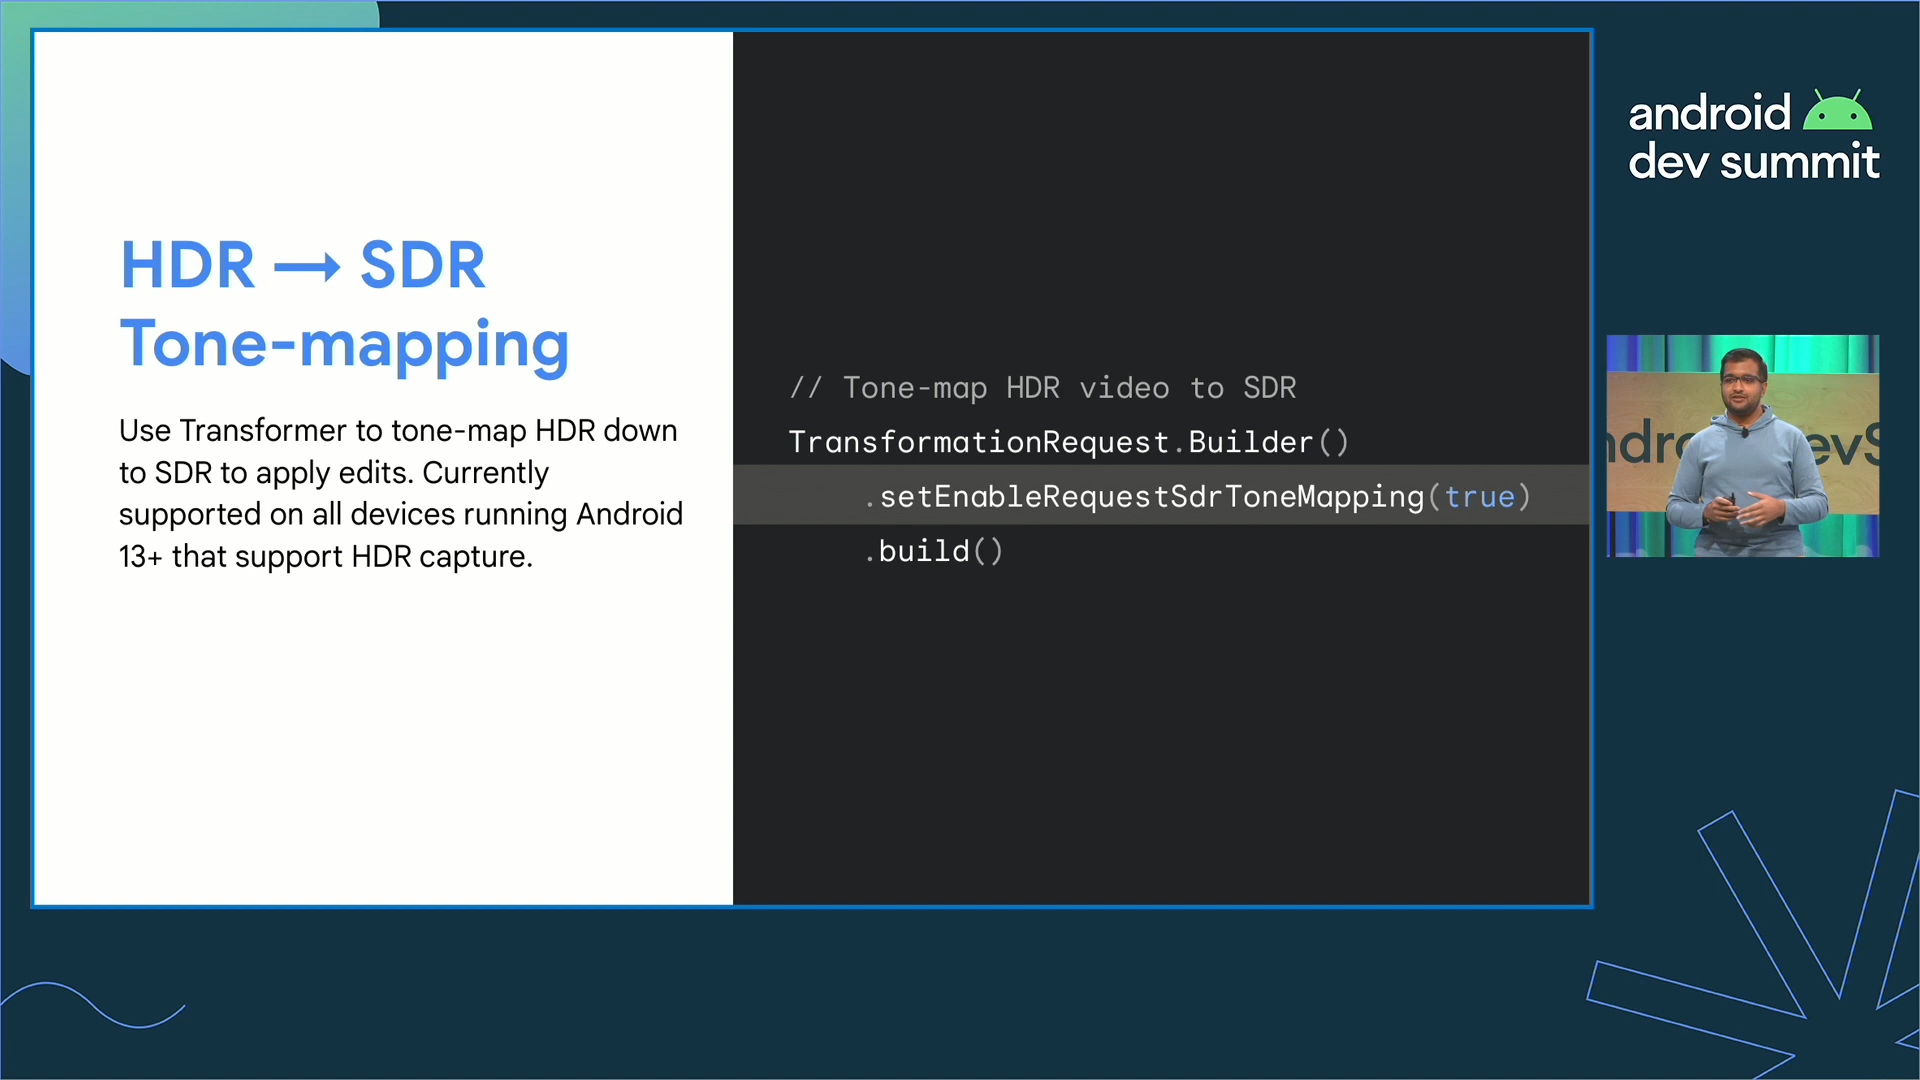 HDR → SDR
Tone-mapping
Use Transformer to tone-map HDR down
to SDR to apply edits. Currently
supported on all devices running Android
13+ that support HDR capture.
// Tone-map HDR video to SDR
TransformationRequest.Builder()
.setEnableRequestSdrToneMapping(true)
.build()
android
dev summit
ndro
evS